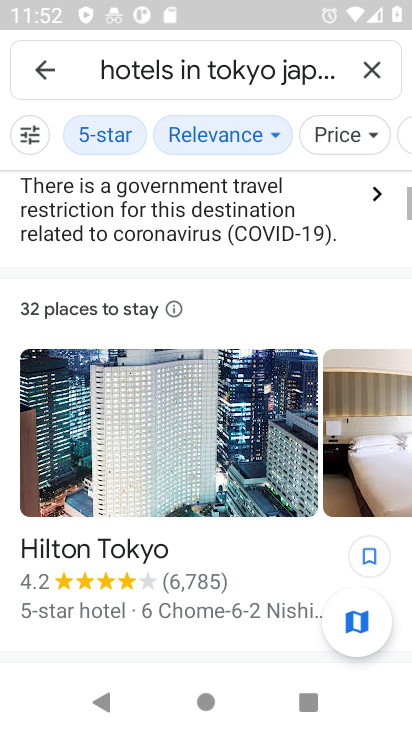 11:52
hotels in tokyo jap...
5-star
Relevance
Price
There is a government travel
restriction for this destination
related to coronavirus (COVID-19).
32 places to stay
Hilton Tokyo
4.2 (6,785)
5-star hotel · 6 Chome-6-2 Nishi...